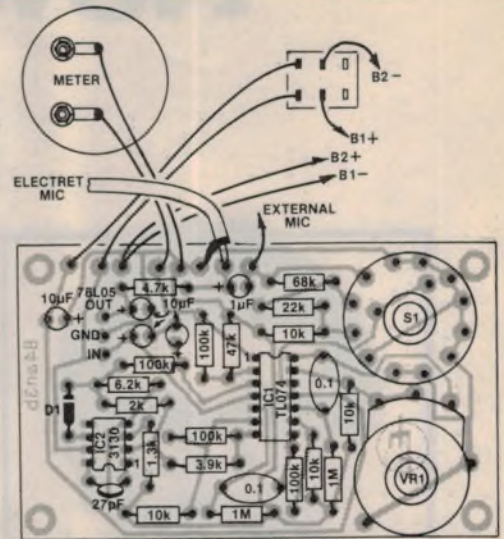 METER
B2-
B1+
B2+
B1-
ELECTRET
MIC
EXTERNAL
MIC
10µF
78L05
OUT
GND
IN
4.7k
10µF
1µF
68k
22k
10k
S1
100k
100k
47k
6.2k
2k
D1
IC2
3130
1
1.3k
27pF
100k
3.9k
10k
1M
0.1
1
IC1
TL074
0.1
10k
100k
10k
1M
VR1